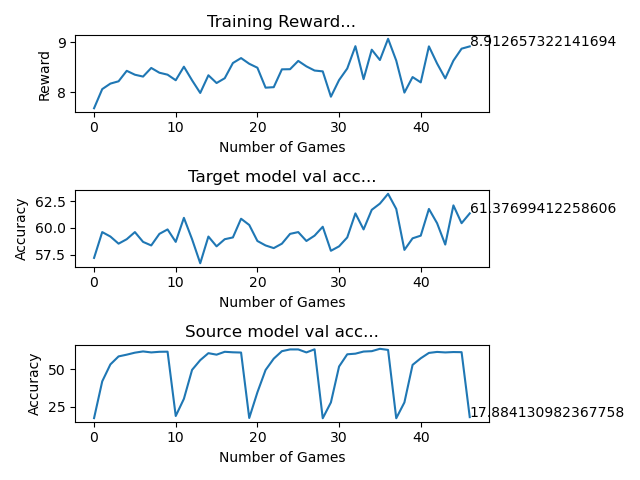 Training Reward...
9
8
Reward
8.912657322141694
0 10 20 30 40
Number of Games
Target model val acc...
62.5
60.0
57.5
Accuracy
61.37699412258606
0 10 20 30 40
Number of Games
Source model val acc...
50
25
Accuracy
17.884130982367758
0 10 20 30 40
Number of Games